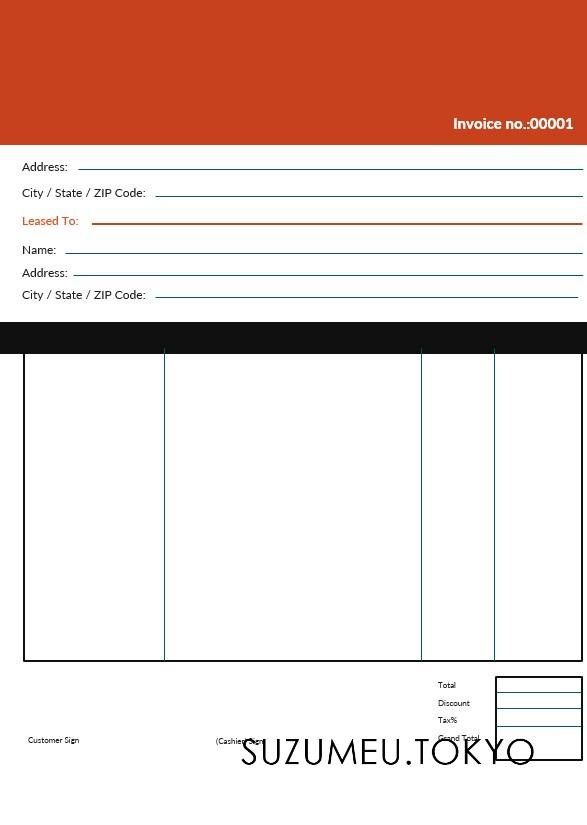 Invoice no.:00001
Address:
City / State / ZIP Code:
Leased To:
Name:
Address:
City / State / ZIP Code:
Total
Discount
Tax%
Grand Total
Customer Sign
(Cashier) Sign
SUZUMEU.TOKYO